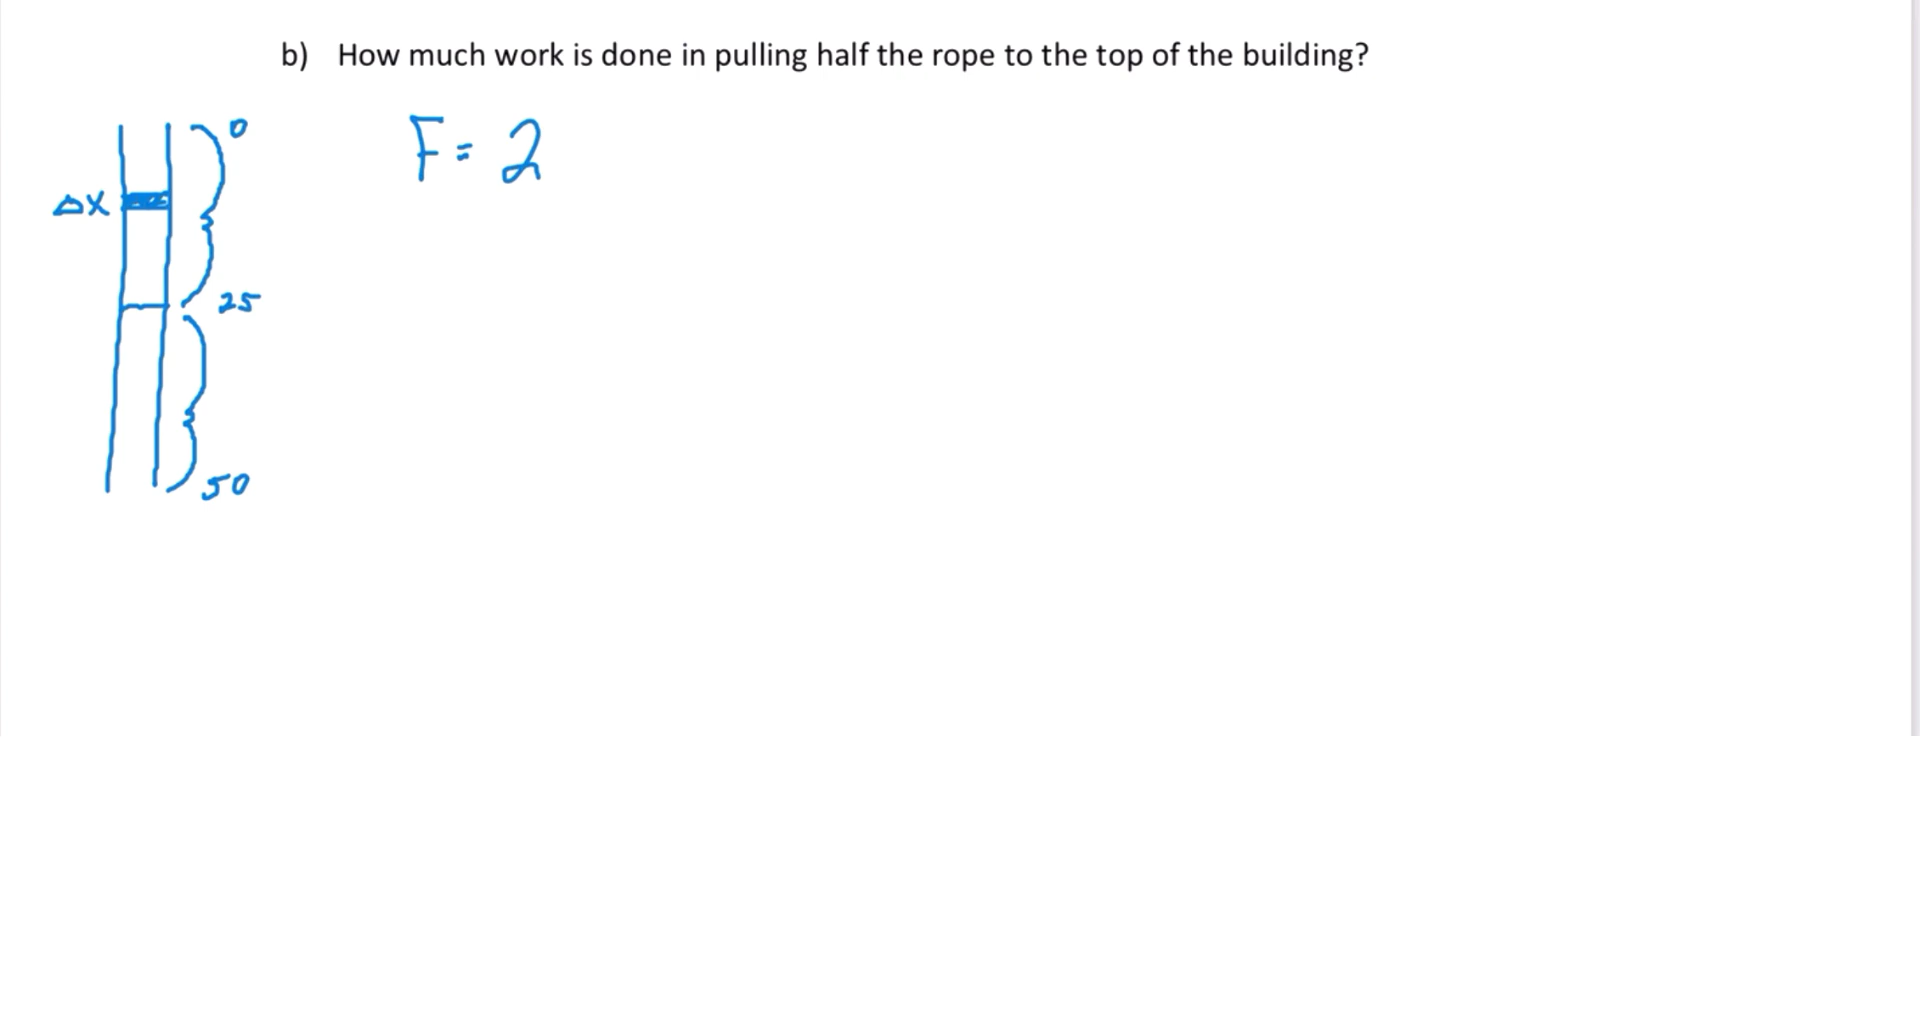 b) How much work is done in pulling half the rope to the top of the building?
0
F = 2
Δx
25
50